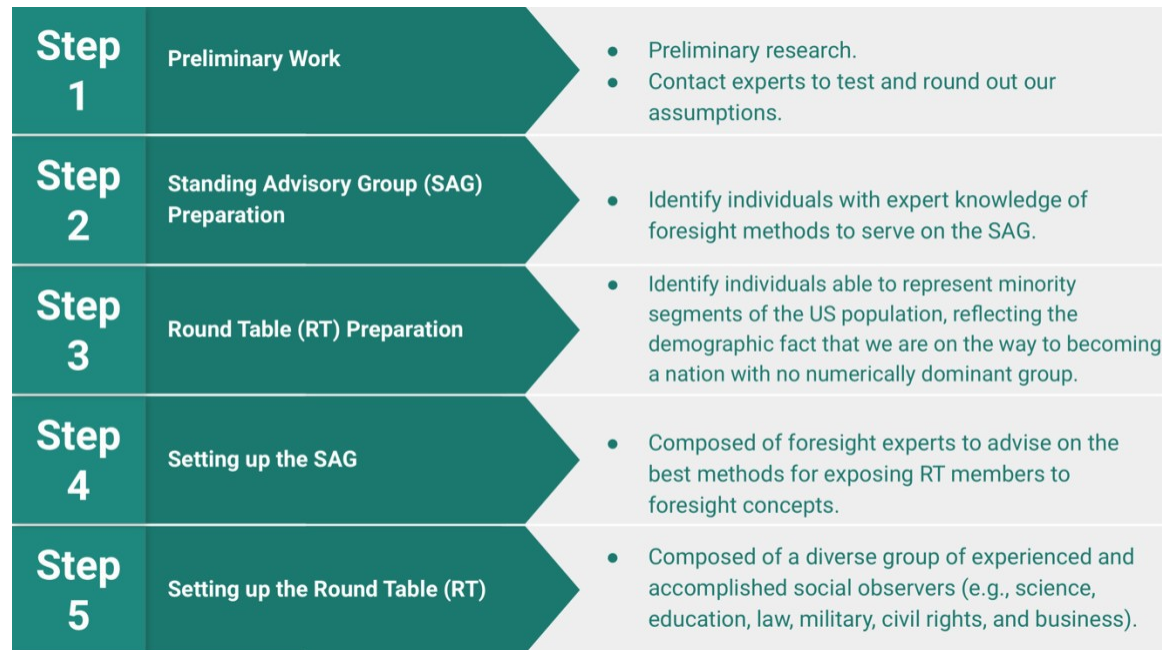 Step
1
Preliminary Work
● Preliminary research.
● Contact experts to test and round out our
assumptions.
Step
2
Standing Advisory Group (SAG)
Preparation
● Identify individuals with expert knowledge of
foresight methods to serve on the SAG.
Step
3
Round Table (RT) Preparation
● Identify individuals able to represent minority
segments of the US population, reflecting the
demographic fact that we are on the way to becoming
a nation with no numerically dominant group.
Step
4
Setting up the SAG
● Composed of foresight experts to advise on the
best methods for exposing RT members to
foresight concepts.
Step
5
Setting up the Round Table (RT)
● Composed of a diverse group of experienced and
accomplished social observers (e.g., science,
education, law, military, civil rights, and business).